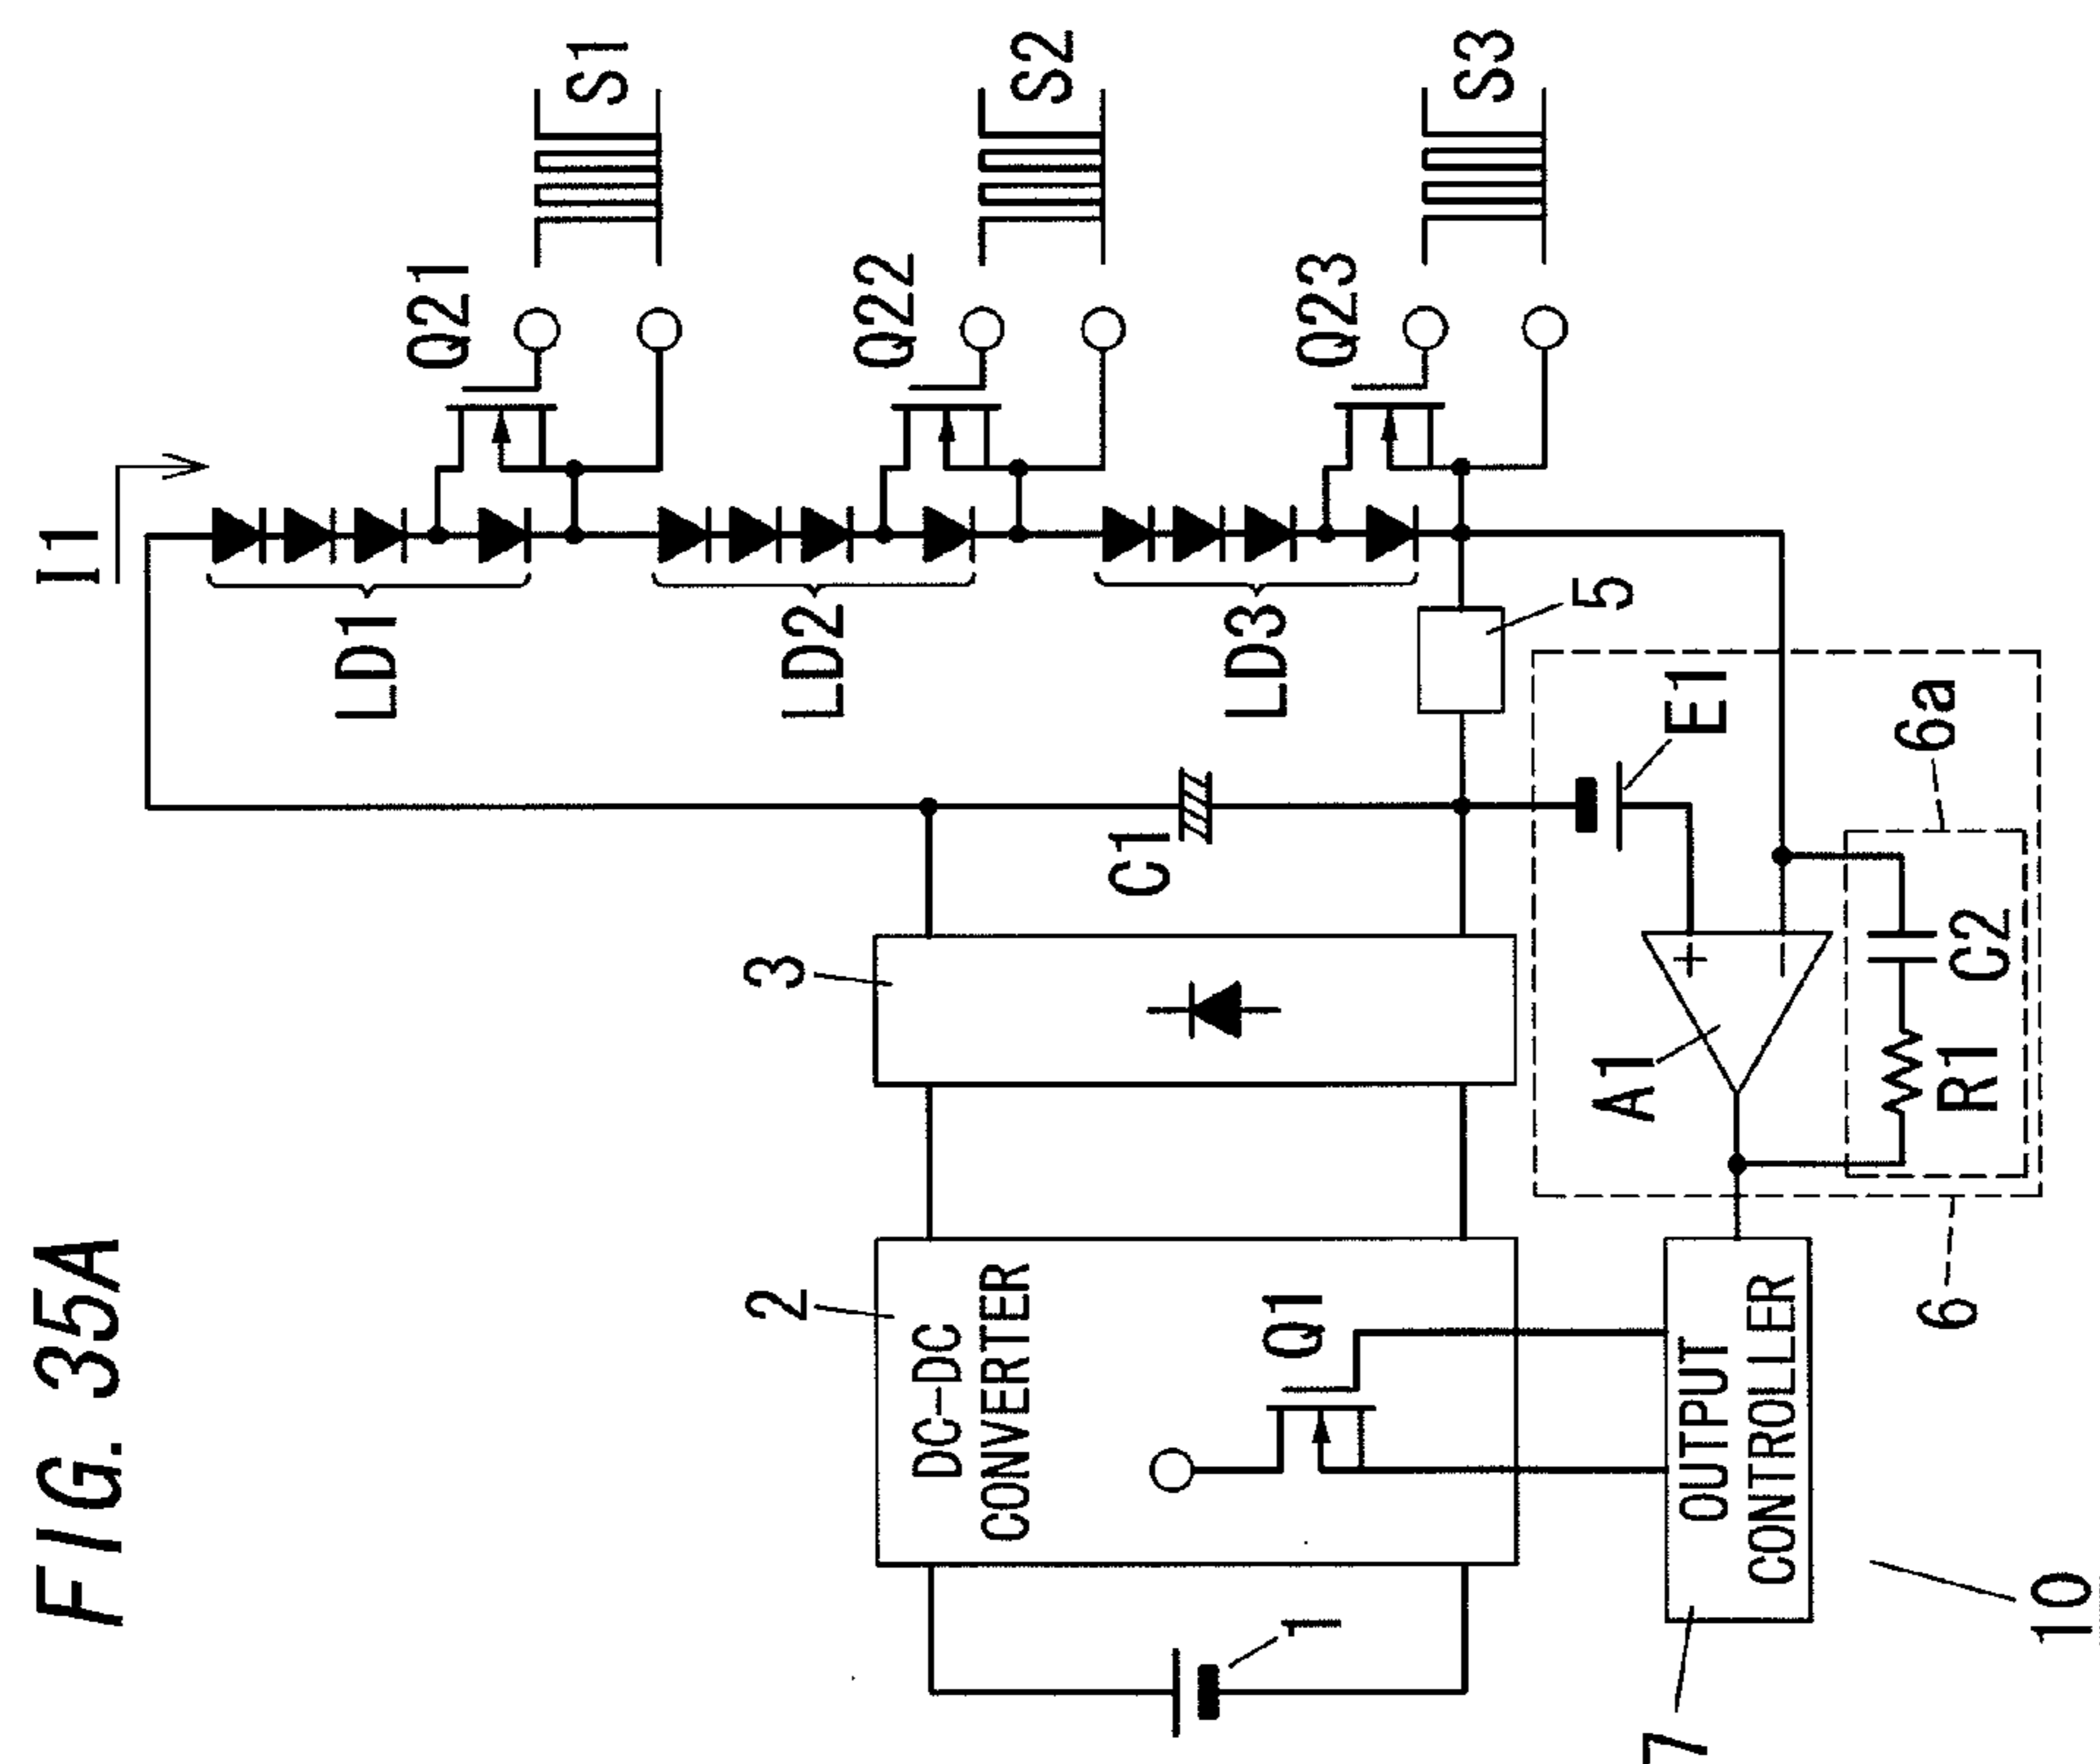 FIG. 35A
I1
LD1
Q21
S1
LD2
Q22
S2
LD3
Q23
S3
1
2
DC-DC
CONVERTER
Q1
3
C1
5
E1
6a
A1
+
−
C2
R1
6
OUTPUT
CONTROLLER
7
10